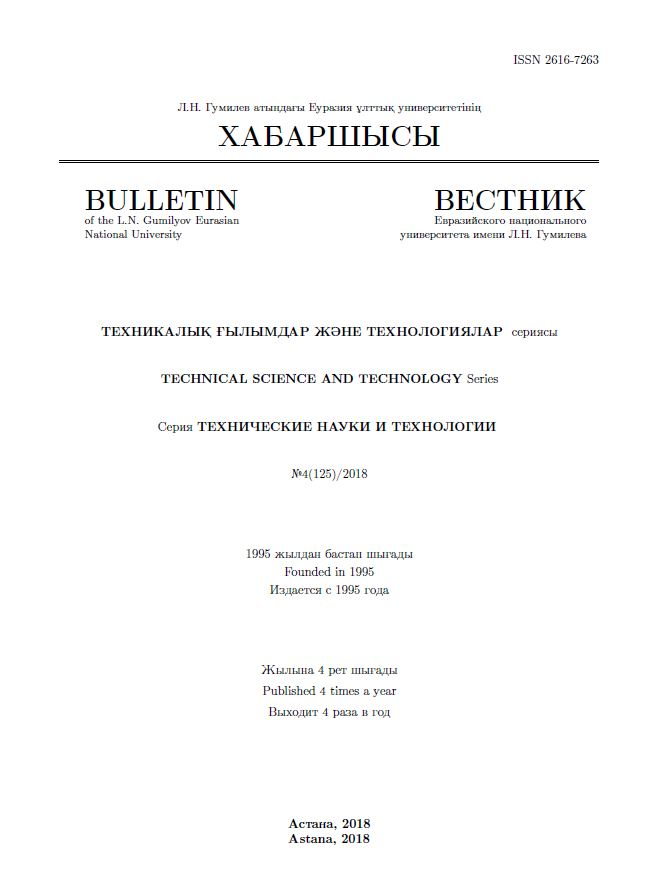 ISSN 2616-7263
Л.Н. Гумилев атындағы Еуразия ұлттық университетінің
ХАБАРШЫСЫ
BULLETIN
of the L.N. Gumilyov Eurasian
National University
ВЕСТНИК
Евразийского национального
университета имени Л.Н. Гумилева
ТЕХНИКАЛЫҚ ҒЫЛЫМДАР ЖӘНЕ ТЕХНОЛОГИЯЛАР сериясы
TECHNICAL SCIENCE AND TECHNOLOGY Series
Серия ТЕХНИЧЕСКИЕ НАУКИ И ТЕХНОЛОГИИ
№4(125)/2018
1995 жылдан бастап шығады
Founded in 1995
Издается с 1995 года
Жылына 4 рет шығады
Published 4 times a year
Выходит 4 раза в год
Астана, 2018
Astana, 2018